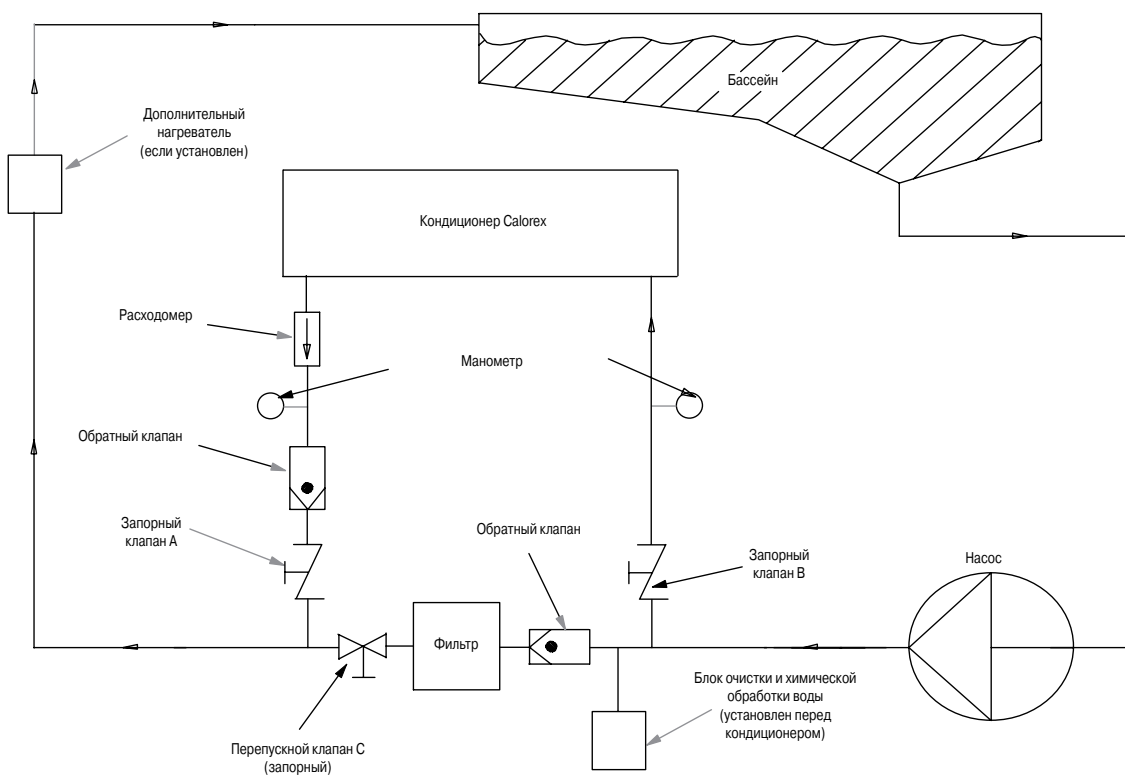 Бассейн
Дополнительный
нагреватель
(если установлен)
Кондиционер Calorex
Расходомер
Манометр
Обратный клапан
Запорный
клапан А
Обратный клапан
Запорный
клапан В
Насос
Фильтр
Блок очистки и химической
обработки воды
(установлен перед
кондиционером)
Перепускной клапан С
(запорный)